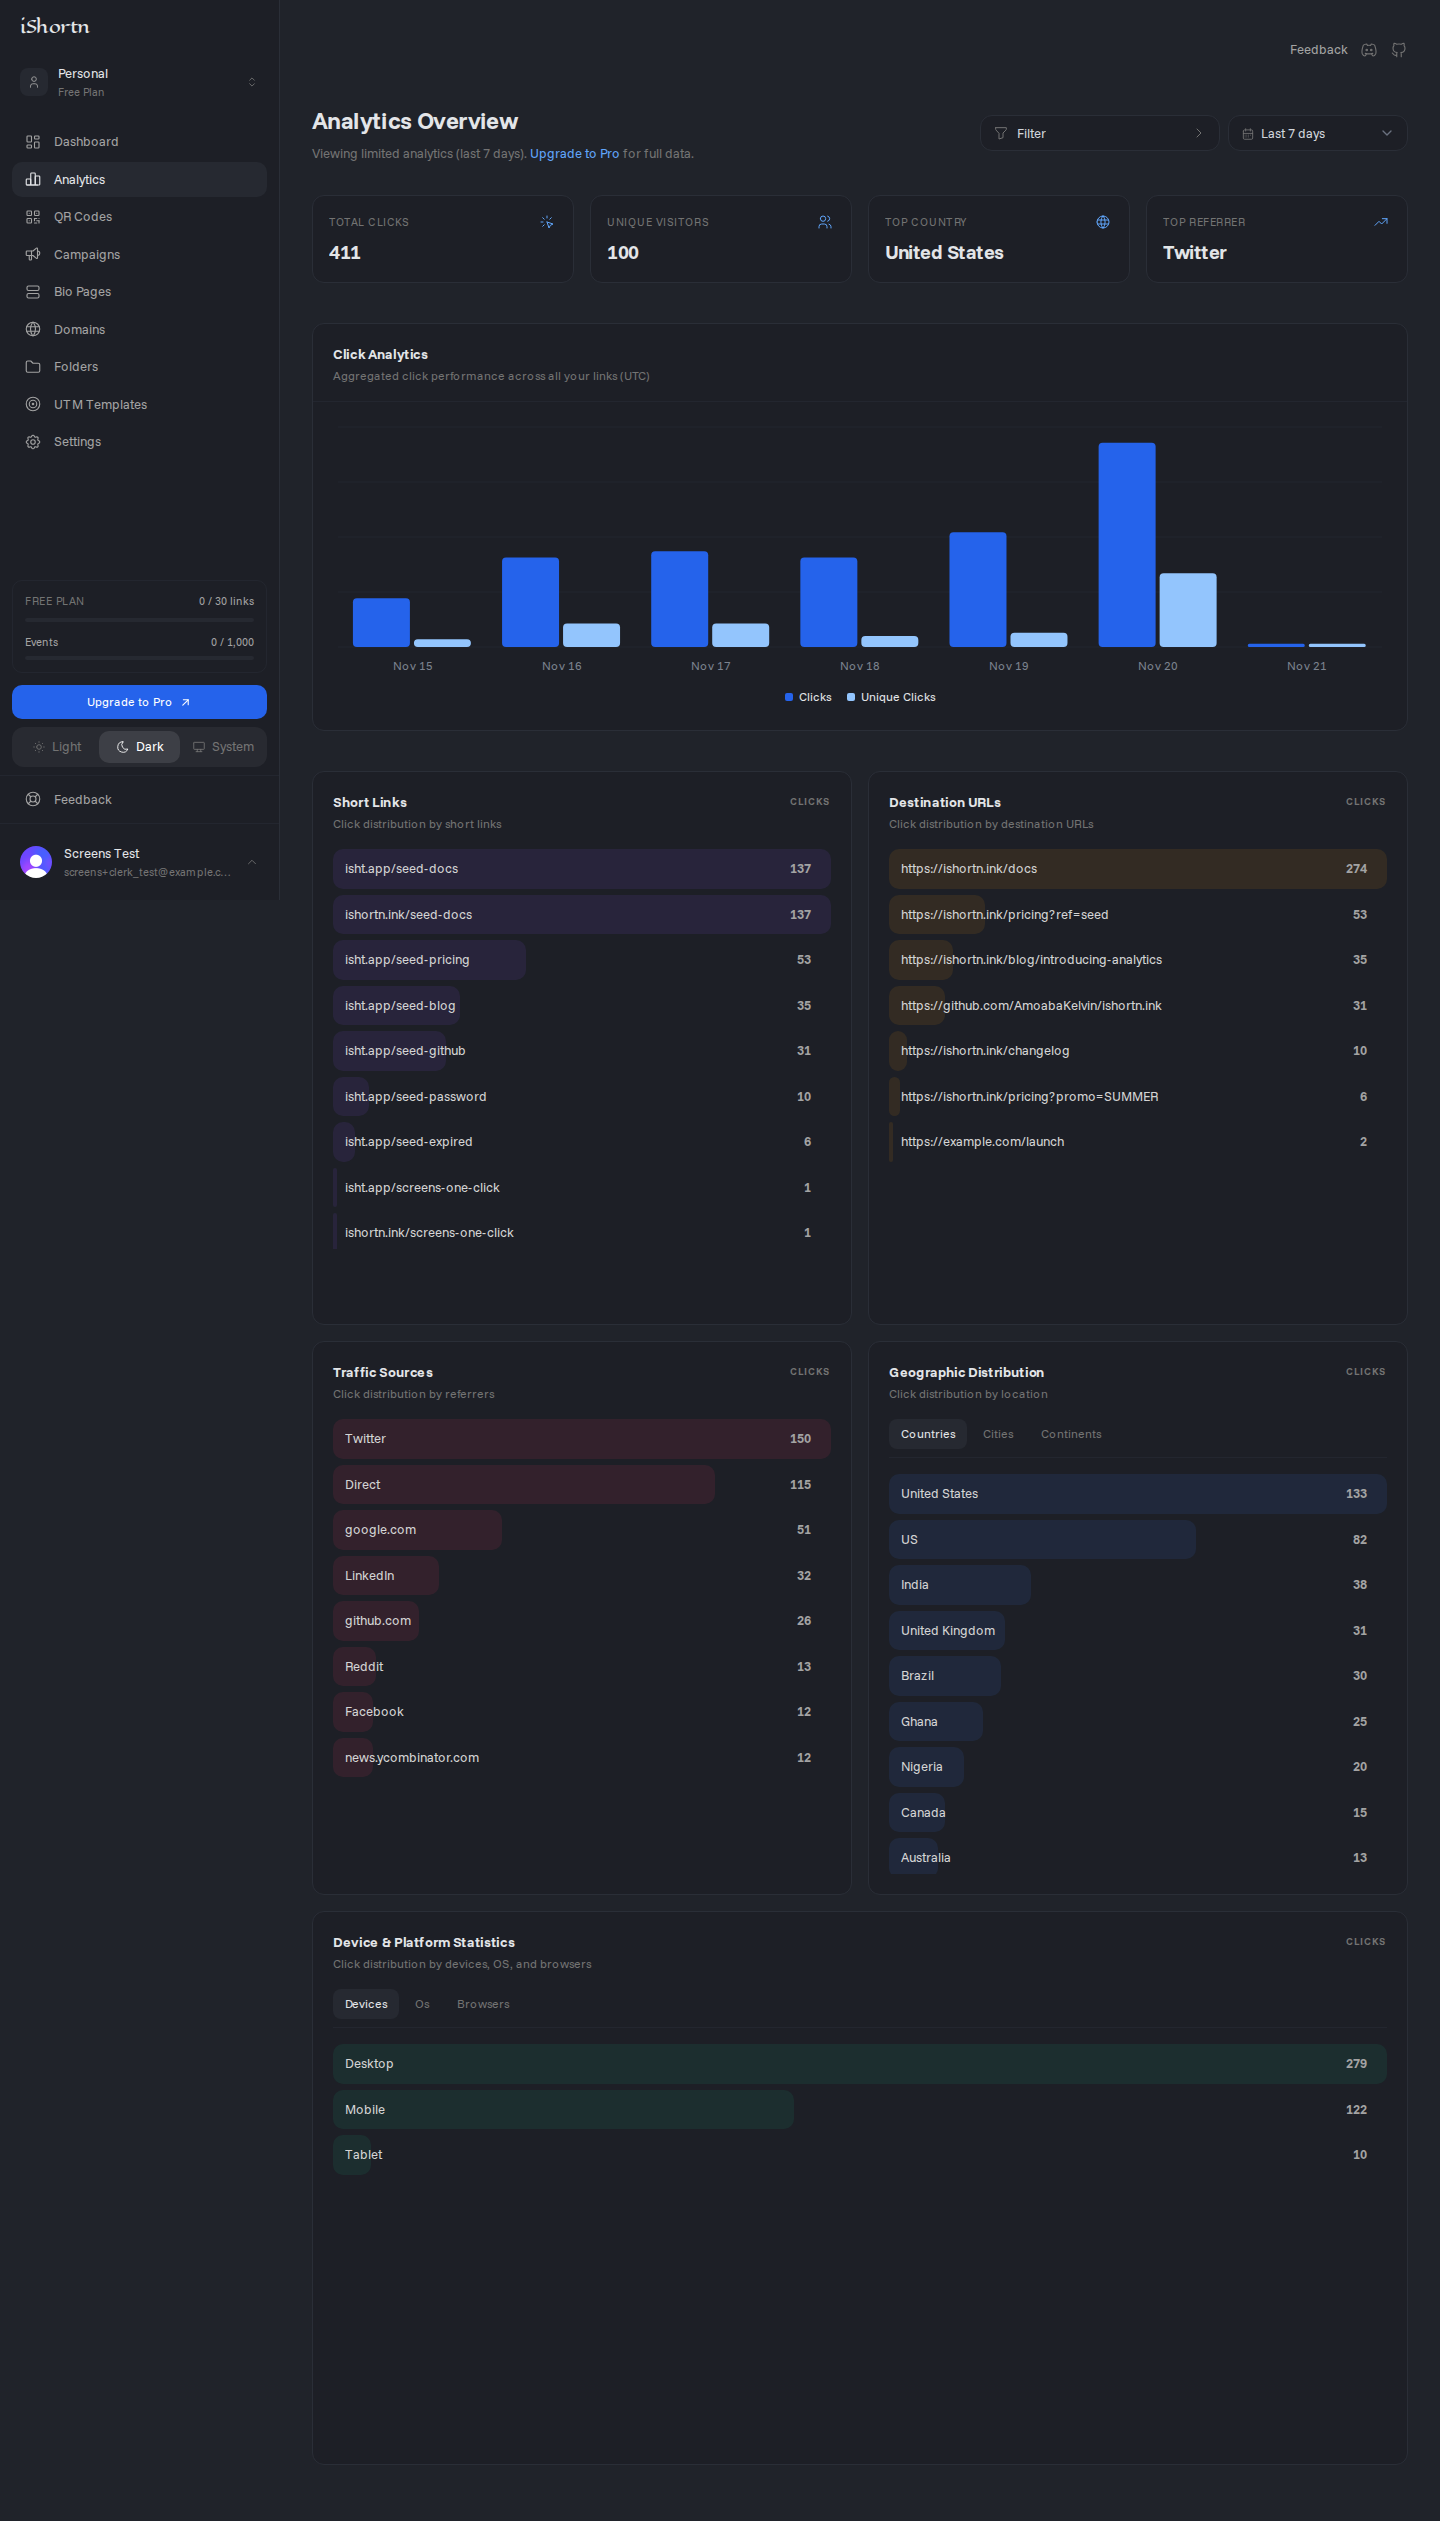 iShortn
Personal
Free Plan
Dashboard
Analytics
QR Codes
Campaigns
Bio Pages
Domains
Folders
UTM Templates
Settings
FREE PLAN 0 / 30 links
Events 0 / 1,000
Upgrade to Pro
Light Dark System
Feedback
Screens Test
screens+clerk_test@example.c...
Feedback
Analytics Overview
Viewing limited analytics (last 7 days). Upgrade to Pro for full data.
Filter
Last 7 days
TOTAL CLICKS
411
UNIQUE VISITORS
100
TOP COUNTRY
United States
TOP REFERRER
Twitter
Click Analytics
Aggregated click performance across all your links (UTC)
Nov 15 Nov 16 Nov 17 Nov 18 Nov 19 Nov 20 Nov 21
Clicks Unique Clicks
Short Links CLICKS
Click distribution by short links
isht.app/seed-docs 137
ishortn.ink/seed-docs 137
isht.app/seed-pricing 53
isht.app/seed-blog 35
isht.app/seed-github 31
isht.app/seed-password 10
isht.app/seed-expired 6
isht.app/screens-one-click 1
ishortn.ink/screens-one-click 1
Destination URLs CLICKS
Click distribution by destination URLs
https://ishortn.ink/docs 274
https://ishortn.ink/pricing?ref=seed 53
https://ishortn.ink/blog/introducing-analytics 35
https://github.com/AmoabaKelvin/ishortn.ink 31
https://ishortn.ink/changelog 10
https://ishortn.ink/pricing?promo=SUMMER 6
https://example.com/launch 2
Traffic Sources CLICKS
Click distribution by referrers
Twitter 150
Direct 115
google.com 51
LinkedIn 32
github.com 26
Reddit 13
Facebook 12
news.ycombinator.com 12
Geographic Distribution CLICKS
Click distribution by location
Countries Cities Continents
United States 133
US 82
India 38
United Kingdom 31
Brazil 30
Ghana 25
Nigeria 20
Canada 15
Australia 13
Device & Platform Statistics CLICKS
Click distribution by devices, OS, and browsers
Devices Os Browsers
Desktop 279
Mobile 122
Tablet 10